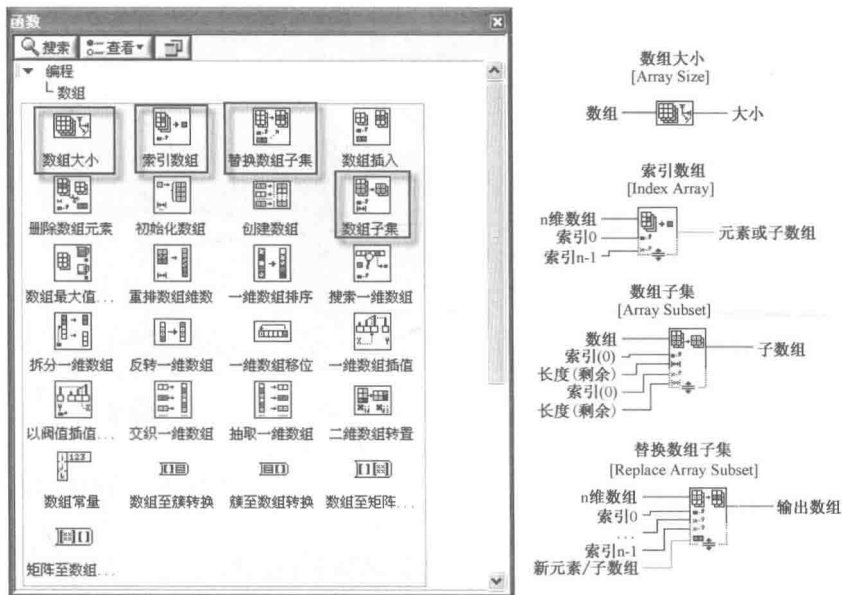 函数
搜索 查看
编程
数组
数组大小 索引数组 替换数组子集 数组插入
删除数组元素 初始化数组 创建数组 数组子集
数组最大值... 重排数组维数 一维数组排序 搜索一维数组
拆分一维数组 反转一维数组 一维数组移位 一维数组插值
以阈值插值... 交织一维数组 抽取一维数组 二维数组转置
数组常量 数组至簇转换 簇至数组转换 数组至矩阵...
矩阵至数组...
数组大小
[Array Size]
数组 大小
索引数组
[Index Array]
n维数组
索引0
索引n-1
元素或子数组
数组子集
[Array Subset]
数组
索引(0)
长度(剩余)
索引(0)
长度(剩余)
子数组
替换数组子集
[Replace Array Subset]
n维数组
索引0
...
索引n-1
新元素/子数组
输出数组